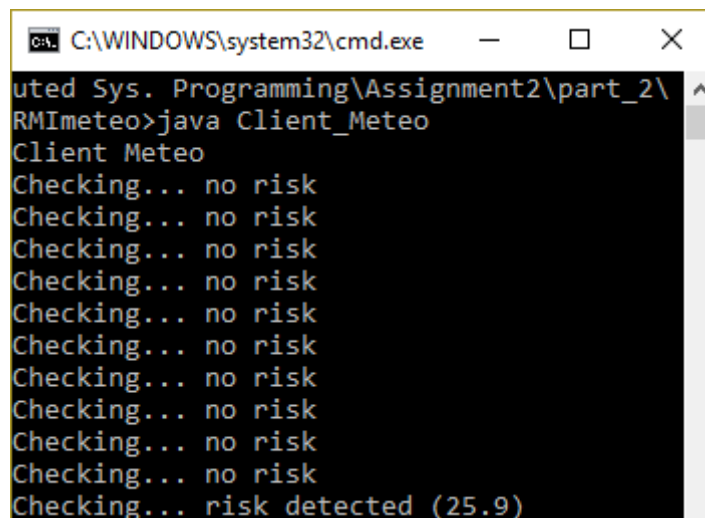 C:\WINDOWS\system32\cmd.exe
uted Sys. Programming\Assignment2\part_2\
RMImeteo>java Client_Meteo
Client Meteo
Checking... no risk
Checking... no risk
Checking... no risk
Checking... no risk
Checking... no risk
Checking... no risk
Checking... no risk
Checking... no risk
Checking... no risk
Checking... no risk
Checking... risk detected (25.9)